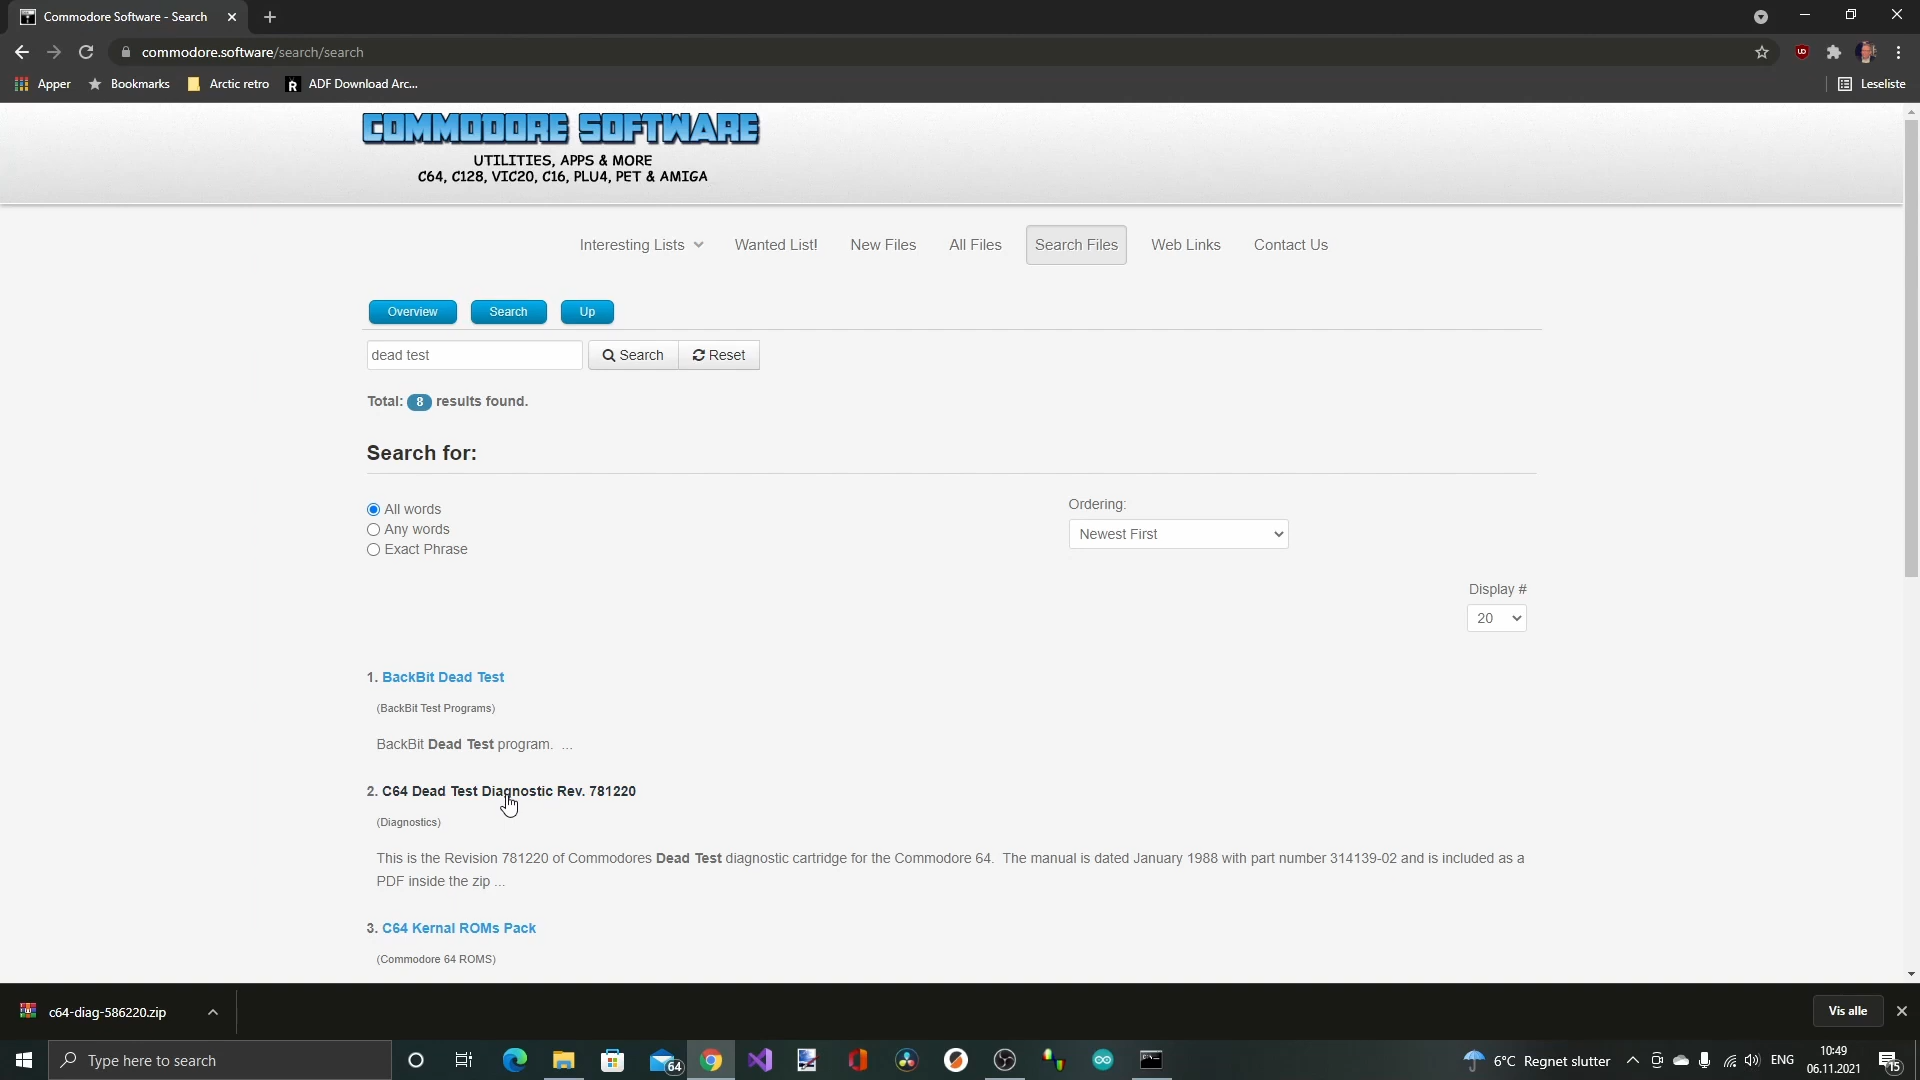 Commodore Software - Search
commodore.software/search/search
Apper
Bookmarks
Arctic retro
ADF Download Arc...
Leseliste
COMMODORE SOFTWARE
UTILITIES, APPS & MORE
C64, C128, VIC20, C16, PLU4, PET & AMIGA
Interesting Lists
Wanted List!
New Files
All Files
Search Files
Web Links
Contact Us
Overview
Search
Up
dead test
Search
Reset
Total: 8 results found.
Search for:
All words
Any words
Exact Phrase
Ordering:
Newest First
Display #
20
1. BackBit Dead Test
(BackBit Test Programs)
BackBit Dead Test program. ...
2. C64 Dead Test Diagnostic Rev. 781220
(Diagnostics)
This is the Revision 781220 of Commodores Dead Test diagnostic cartridge for the Commodore 64. The manual is dated January 1988 with part number 314139-02 and is included as a
PDF inside the zip ...
3. C64 Kernal ROMs Pack
(Commodore 64 ROMS)
c64-diag-586220.zip
Vis alle
Type here to search
64
6°C Regnet slutter
ENG
10:49
06.11.2021
15